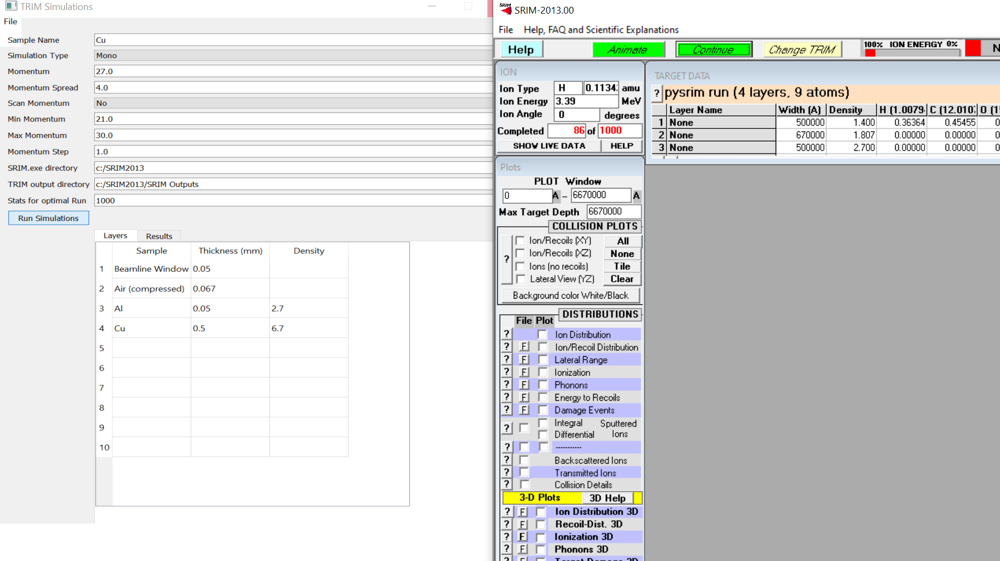 TRIM Simulations
File
Sample Name Cu
Simulation Type Mono
Momentum 27.0
Momentum Spread 4.0
Scan Momentum No
Min Momentum 21.0
Max Momentum 30.0
Momentum Step 1.0
SRIM.exe directory c:/SRIM2013
TRIM output directory c:/SRIM2013/SRIM Outputs
Stats for optimal Run 1000
Run Simulations
Layers Results
Sample Thickness (mm) Density
1 Beamline Window 0.05
2 Air (compressed) 0.067
3 Al 0.05 2.7
4 Cu 0.5 6.7
5
6
7
8
9
10
SRIM SRIM-2013.00
File Help, FAQ and Scientific Explanations
Help Animate Continue Change TRIM 100% ION ENERGY 0% N
ION
Ion Type H 0.1134 amu
Ion Energy 3.39 MeV
Ion Angle 0 degrees
Completed 86 of 1000
SHOW LIVE DATA HELP
TARGET DATA
? pysrim run (4 layers, 9 atoms)
Layer Name Width (A) Density H (1.0079 C (12.010 O (1
1 None 500000 1.400 0.36364 0.45455 0
2 None 670000 1.807 0.00000 0.00000 0
3 None 500000 2.700 0.00000 0.00000 0
Plots
PLOT Window
0 A – 6670000 A
Max Target Depth 6670000
COLLISION PLOTS
?
Ion/Recoils (XY) All
Ion/Recoils (XZ) None
Ions (no recoils) Tile
Lateral View (YZ) Clear
Background color White/Black
DISTRIBUTIONS
File Plot
? Ion Distribution
? F Ion/Recoil Distribution
? F Lateral Range
? F Ionization
? F Phonons
? F Energy to Recoils
? F Damage Events
? Integral Sputtered
Differential Ions
? -----------
? Backscattered Ions
? Transmitted Ions
? Collision Details
3-D Plots 3D Help
? F Ion Distribution 3D
? F Recoil-Dist. 3D
? F Ionization 3D
? F Phonons 3D
? F Target Damage 3D